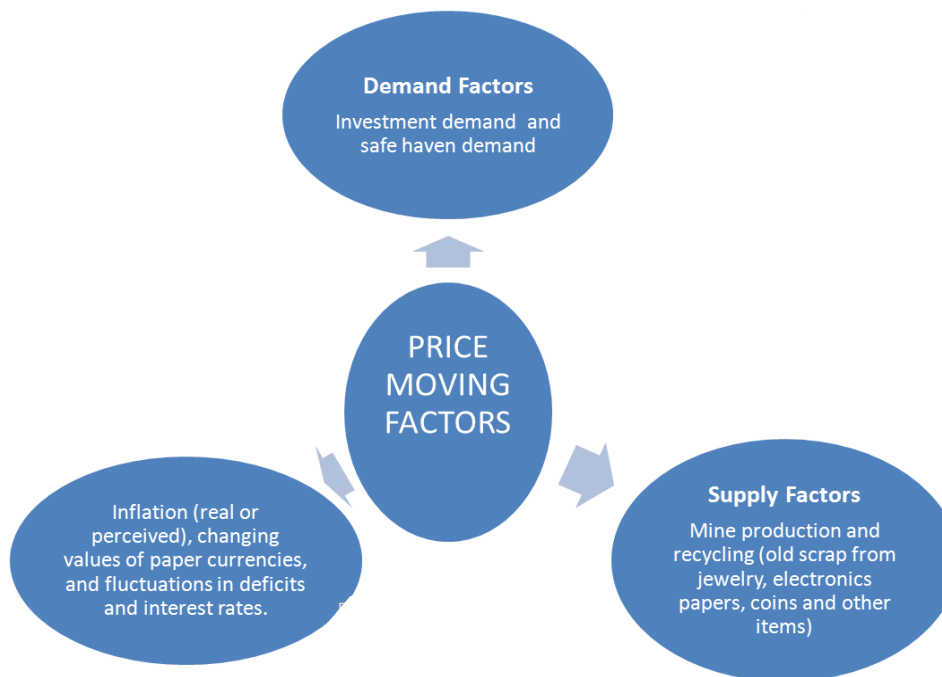 Demand Factors
Investment demand and
safe haven demand
PRICE
MOVING
FACTORS
Inflation (real or
perceived), changing
values of paper currencies,
and fluctuations in deficits
and interest rates.
Supply Factors
Mine production and
recycling (old scrap from
jewelry, electronics
papers, coins and other
items)